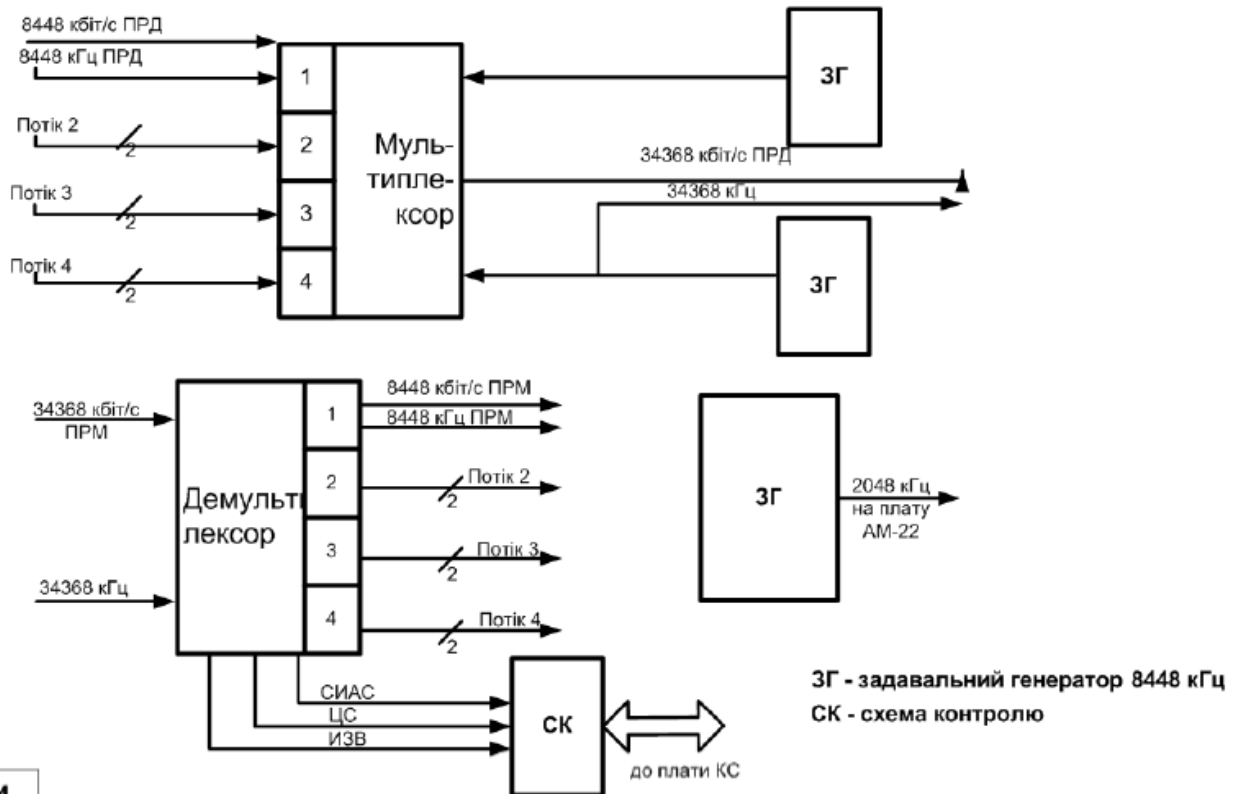 8448 кбіт/с ПРД
8448 кГц ПРД
1
ЗГ
Потік 2
2
2
Муль-
типле-
ксор
34368 кбіт/с ПРД
34368 кГц
Потік 3
2
3
Потік 4
2
4
ЗГ
34368 кбіт/с
ПРМ
1
8448 кбіт/с ПРМ
8448 кГц ПРМ
Демульти
лексор
2
Потік 2
2
3
Потік 3
2
34368 кГц
4
Потік 4
2
ЗГ
2048 кГц
на плату
АМ-22
СИАС
ЦС
ИЗВ
СК
до плати КС
ЗГ - задавальний генератор 8448 кГц
СК - схема контролю